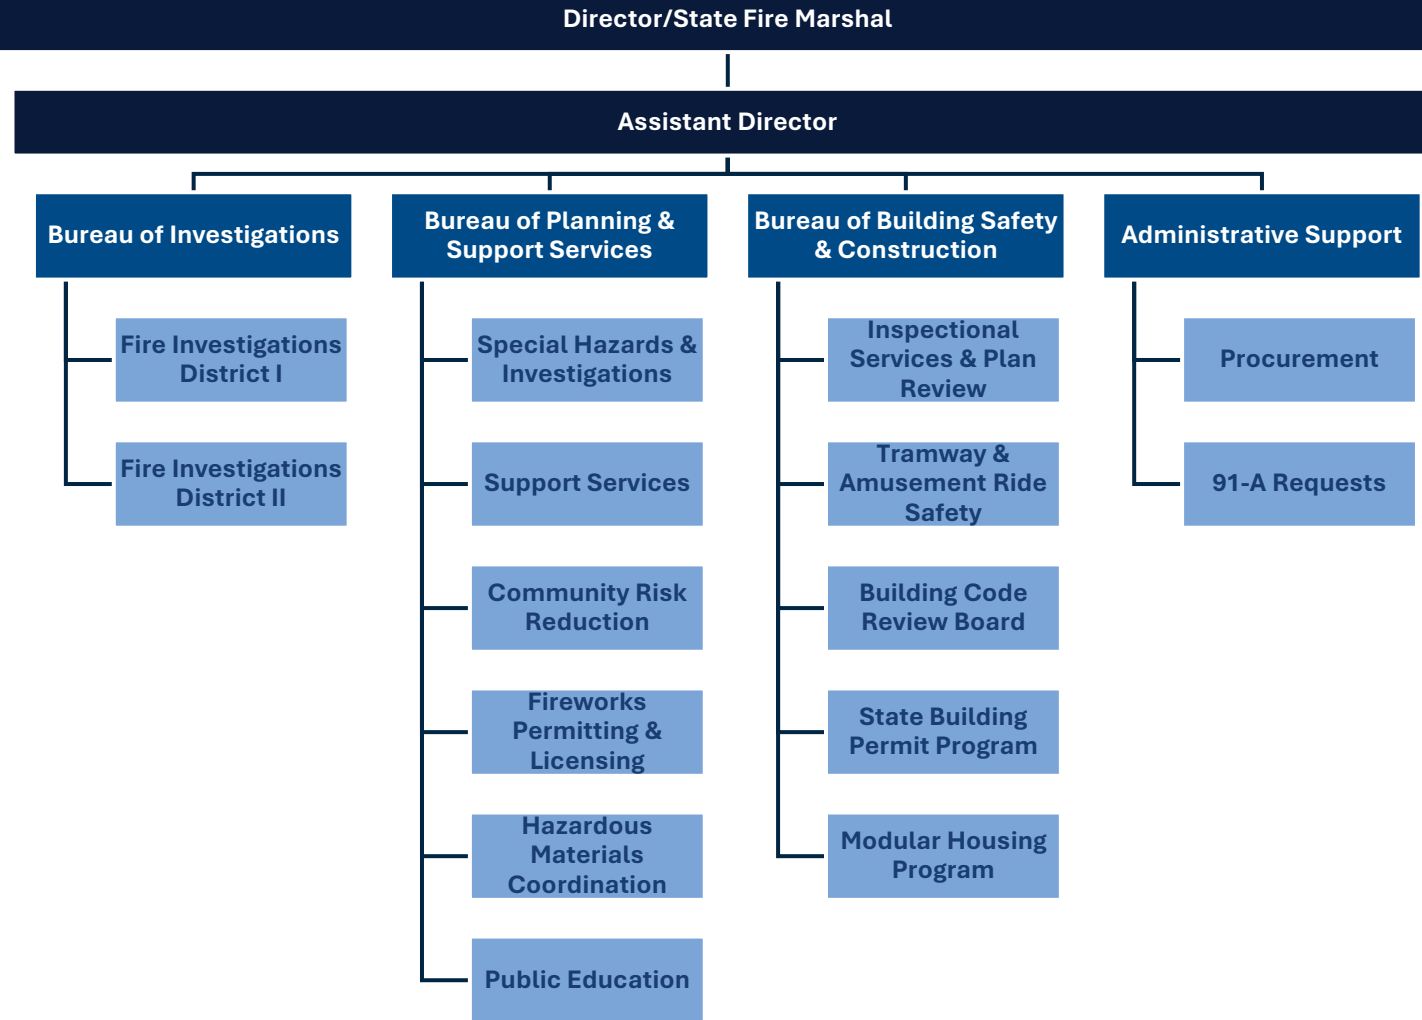 Director/State Fire Marshal
Assistant Director
Bureau of Investigations
Fire Investigations
District I
Fire Investigations
District II
Bureau of Planning &
Support Services
Special Hazards &
Investigations
Support Services
Community Risk
Reduction
Fireworks
Permitting &
Licensing
Hazardous
Materials
Coordination
Public Education
Bureau of Building Safety
& Construction
Inspectional
Services & Plan
Review
Tramway &
Amusement Ride
Safety
Building Code
Review Board
State Building
Permit Program
Modular Housing
Program
Administrative Support
Procurement
91-A Requests